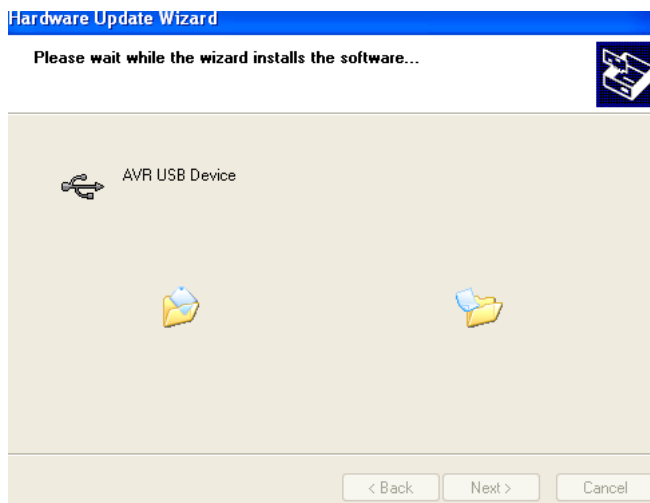 Hardware Update Wizard
Please wait while the wizard installs the software...
AVR USB Device
< Back Next > Cancel